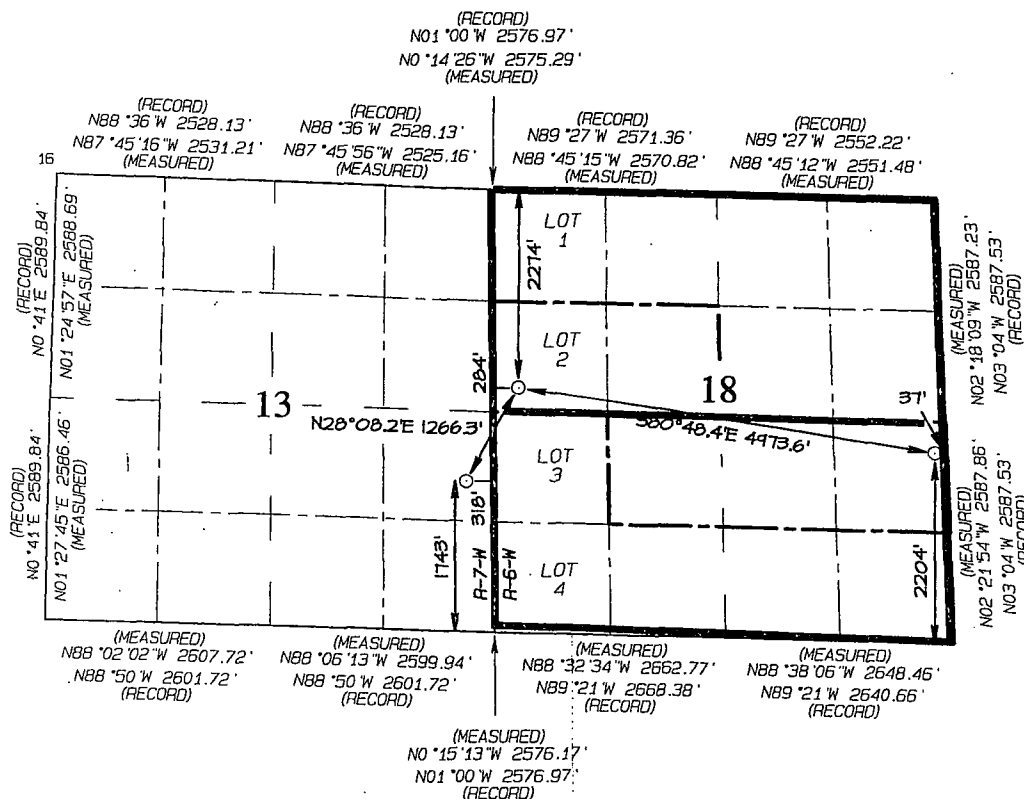 (RECORD)
N01 °00 'W 2576.97 '
N0 °14 '26 "W 2575.29 '
(MEASURED)
(RECORD)
N88 °36 'W 2528.13 '
N87 °45 '16 "W 2531.21 '
(MEASURED)
(RECORD)
N88 °36 'W 2528.13 '
N87 °45 '56 "W 2525.16 '
(MEASURED)
(RECORD)
N89 °27 'W 2571.36 '
N88 °45 '15 "W 2570.82 '
(MEASURED)
(RECORD)
N89 °27 'W 2552.22 '
N88 °45 '12 "W 2551.48 '
(MEASURED)
16
(RECORD)
N0 °41 'E 2589.84 '
N01 °24 '57 "E 2588.69 '
(MEASURED)
LOT
1
2274'
LOT
2
284'
13
18
37'
N28°08.2'E 1266.3'
S80°48.4'E 4973.6'
(MEASURED)
N02 °18 '09 "W 2587.23 '
N03 °04 'W 2587.53 '
(RECORD)
(RECORD)
N0 °41 'E 2589.84 '
N01 °27 '45 "E 2586.46 '
(MEASURED)
LOT
3
318'
1743'
R-7-W
R-6-W
LOT
4
2204'
(MEASURED)
N02 °21 '54 "W 2587.86 '
N03 °04 'W 2587.53 '
(RECORD)
(MEASURED)
N88 °02 '02 "W 2607.72 '
N88 °50 'W 2601.72 '
(RECORD)
(MEASURED)
N88 °06 '13 "W 2599.94 '
N88 °50 'W 2601.72 '
(RECORD)
(MEASURED)
N88 °32 '34 "W 2662.77 '
N89 °21 'W 2668.38 '
(RECORD)
(MEASURED)
N88 °38 '06 "W 2648.46 '
N89 °21 'W 2640.66 '
(RECORD)
(MEASURED)
N0 °15 '13 "W 2576.17 '
N01 °00 'W 2576.97 '
(RECORD)